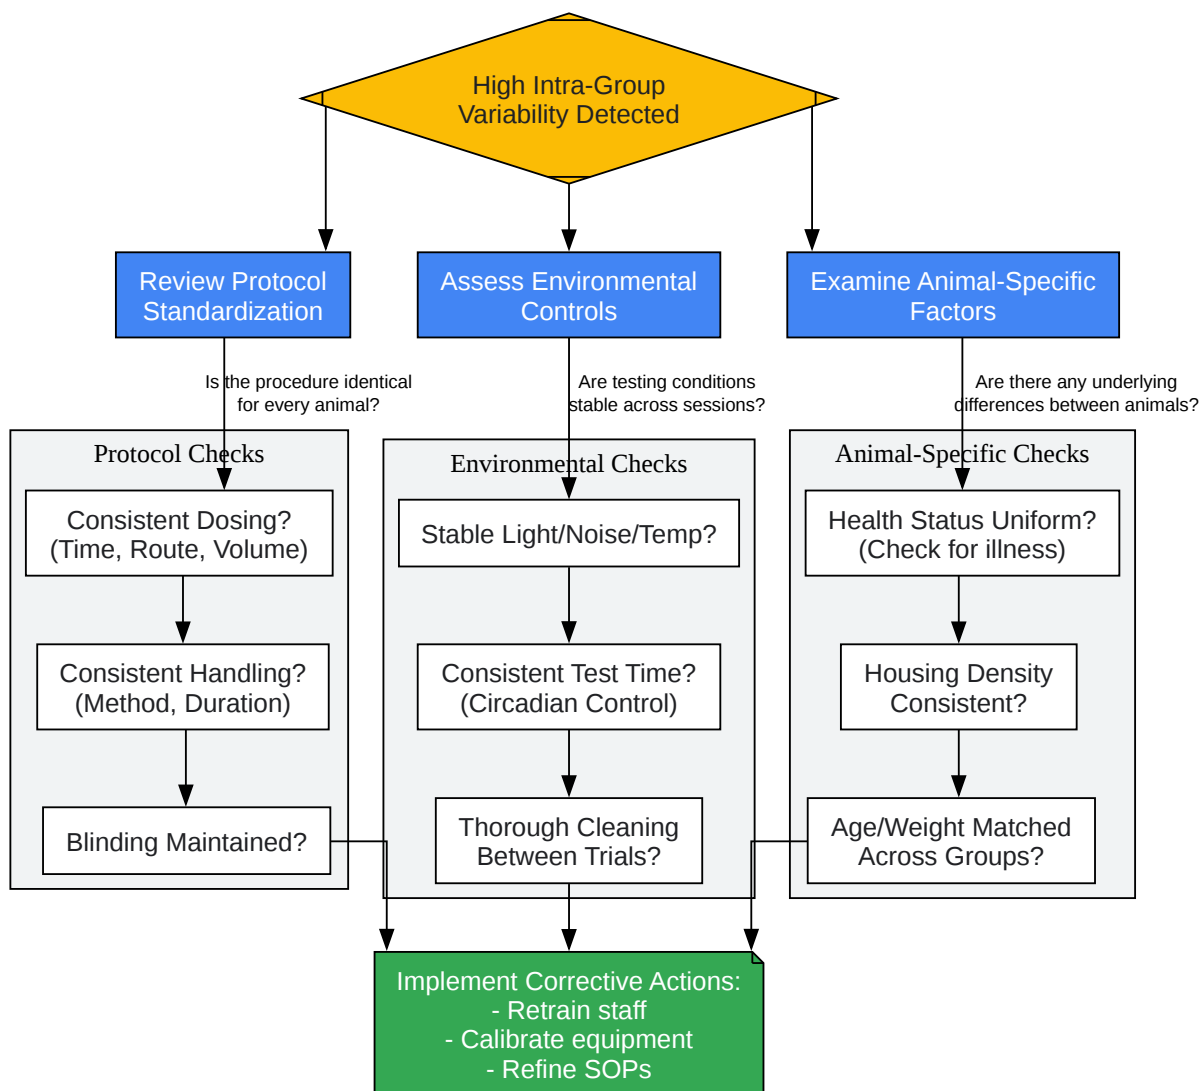 High Intra-Group
Variability Detected
Review Protocol
Standardization
Assess Environmental
Controls
Examine Animal-Specific
Factors
Is the procedure identical
for every animal?
Are testing conditions
stable across sessions?
Are there any underlying
differences between animals?
Protocol Checks
Consistent Dosing?
(Time, Route, Volume)
Consistent Handling?
(Method, Duration)
Blinding Maintained?
Environmental Checks
Stable Light/Noise/Temp?
Consistent Test Time?
(Circadian Control)
Thorough Cleaning
Between Trials?
Animal-Specific Checks
Health Status Uniform?
(Check for illness)
Housing Density
Consistent?
Age/Weight Matched
Across Groups?
Implement Corrective Actions:
- Retrain staff
- Calibrate equipment
- Refine SOPs